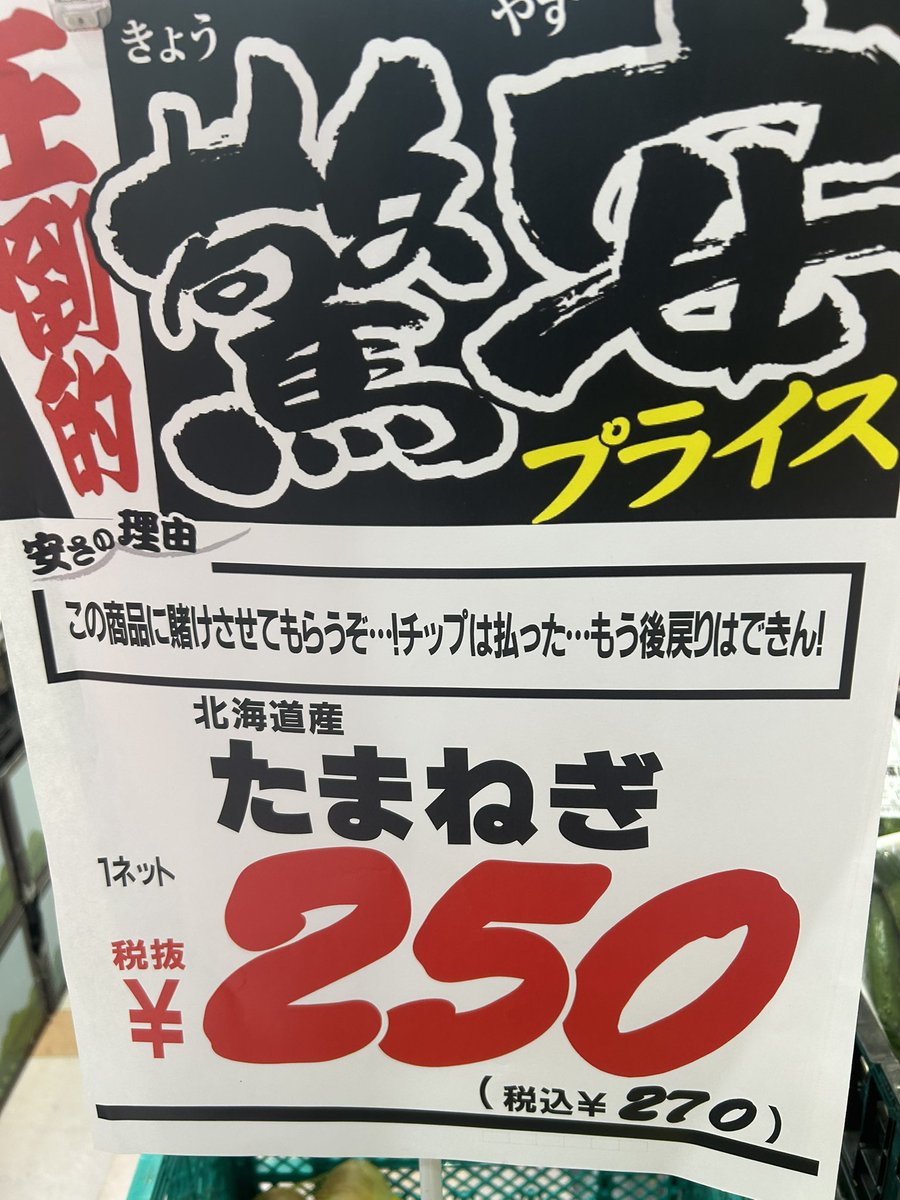 圧倒的
きょう やす
驚安
プライス
安さの理由
この商品に賭けさせてもらうぞ…!チップは払った…もう後戻りはできん!
北海道産
たまねぎ
1ネット
税抜
¥250
(税込¥270)